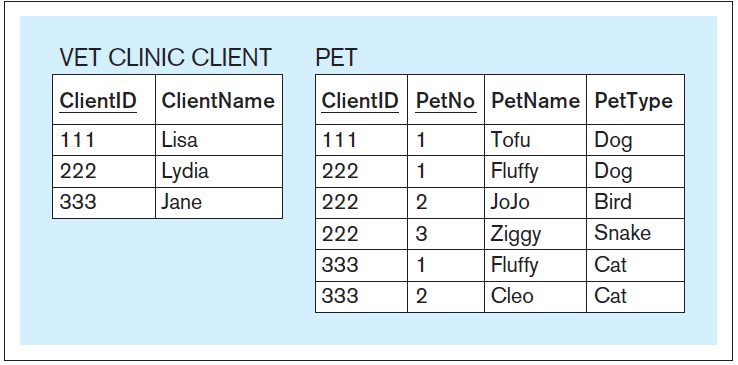 VET CLINIC CLIENT
ClientID ClientName
111 Lisa
222 Lydia
333 Jane
PET
ClientID PetNo PetName PetType
111 1 Tofu Dog
222 1 Fluffy Dog
222 2 JoJo Bird
222 3 Ziggy Snake
333 1 Fluffy Cat
333 2 Cleo Cat